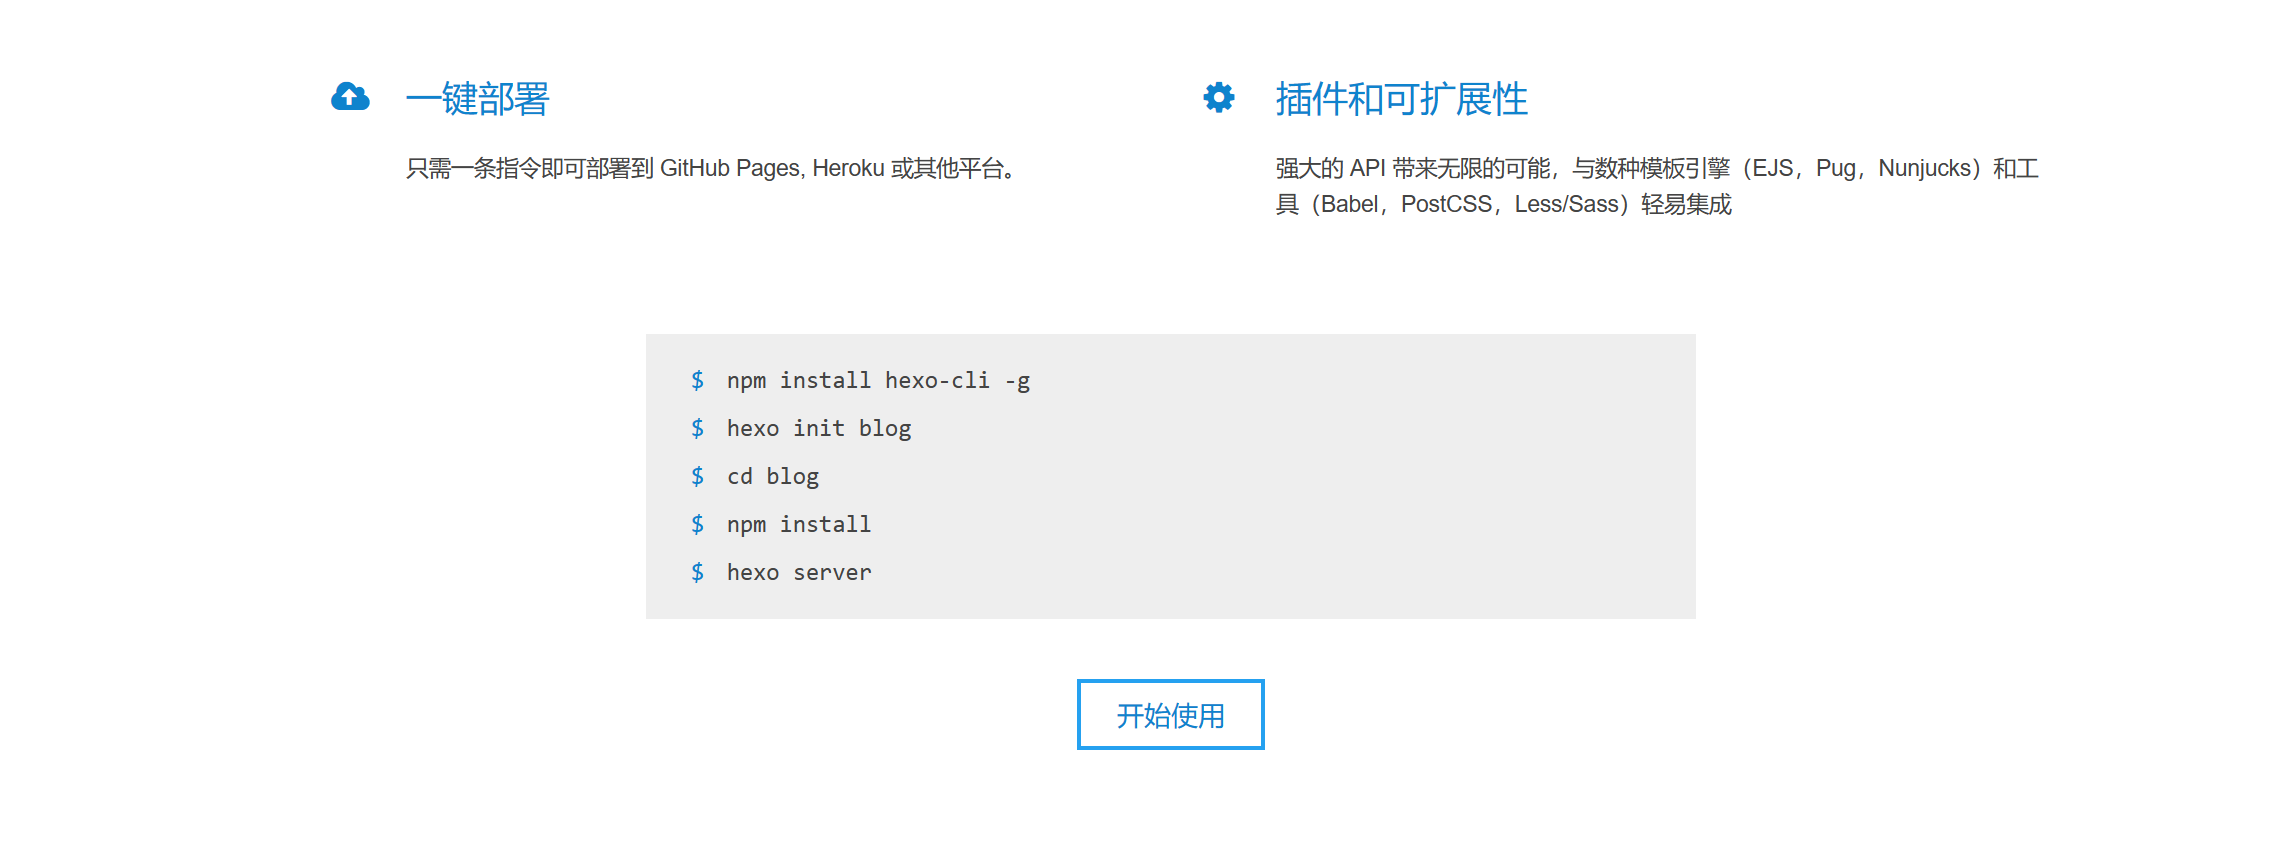 一键部署
只需一条指令即可部署到 GitHub Pages, Heroku 或其他平台。
插件和可扩展性
强大的 API 带来无限的可能，与数种模板引擎（EJS，Pug，Nunjucks）和工
具（Babel，PostCSS，Less/Sass）轻易集成
$ npm install hexo-cli -g
$ hexo init blog
$ cd blog
$ npm install
$ hexo server
开始使用